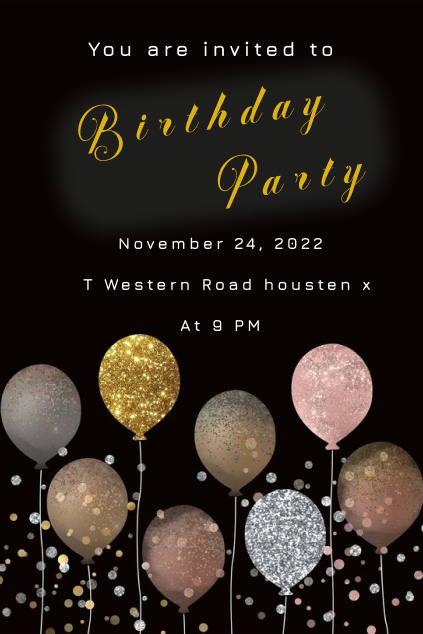 You are invited to
Birthday
Party
November 24, 2022
T Western Road housten x
At 9 PM